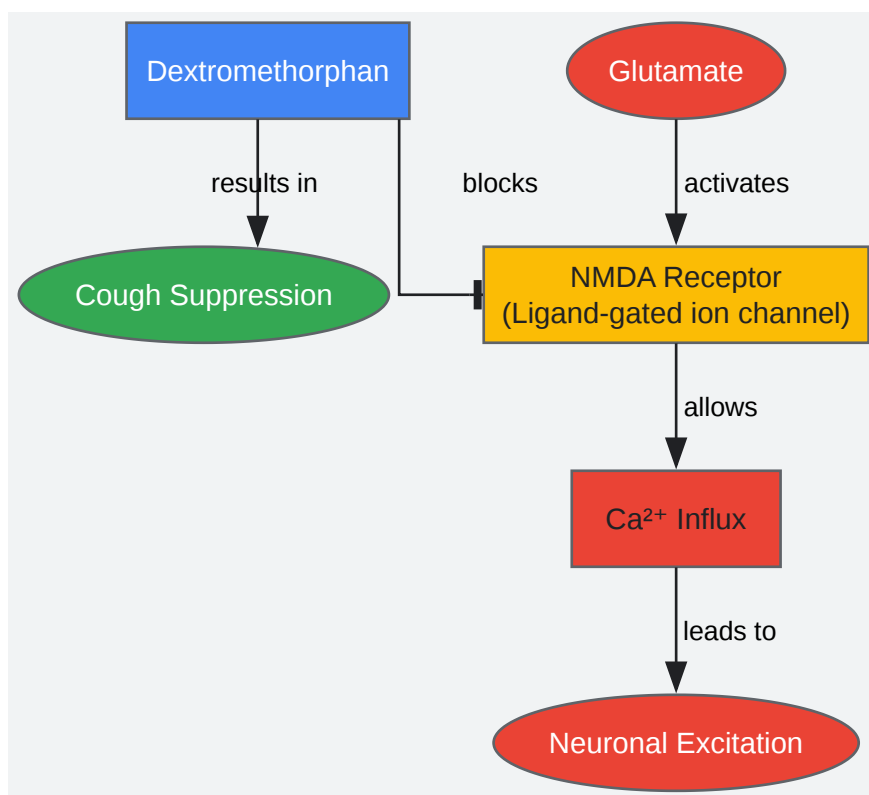 Dextromethorphan
Glutamate
results in
blocks
activates
Cough Suppression
NMDA Receptor
(Ligand-gated ion channel)
allows
Ca²⁺ Influx
leads to
Neuronal Excitation